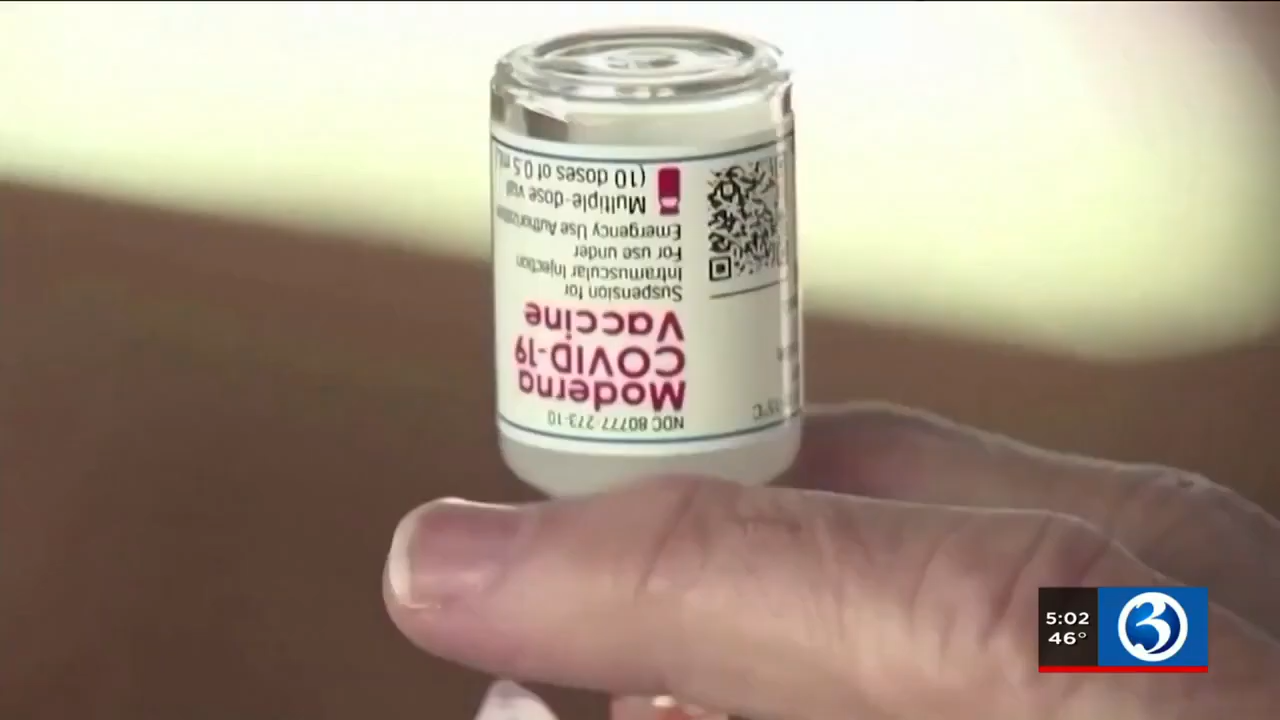 NDC 80777-273-10
Moderna
COVID-19
Vaccine
Suspension for
Intramuscular Injection
For use under
Emergency Use Authorization
Multiple-dose vial
(10 doses of 0.5 mL)
5:02
46°
3